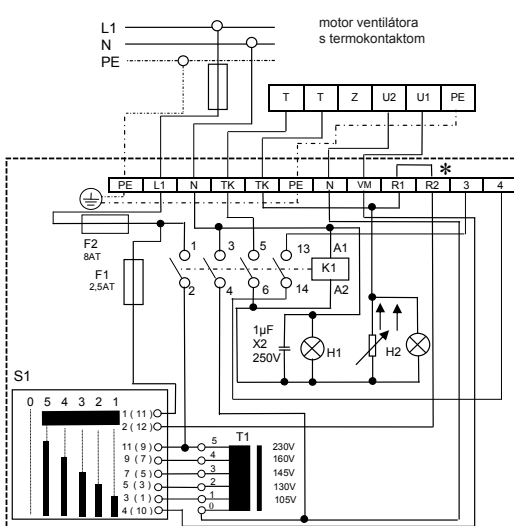 L1
N
PE
motor ventilátora
s termokontaktom
T T Z U2 U1 PE
*
PE L1 N TK TK PE N VM R1 R2 3 4
F2
8AT
F1
2,5AT
1 3 5 13
2 4 6 14
A1
K1
A2
1µF
X2
250V
H1
H2
S1
0 5 4 3 2 1
1 (11)
2 (12)
11 (9)
9 (7)
7 (5)
5 (3)
3 (1)
4 (10)
T1
5 230V
4 160V
3 145V
2 130V
1 105V
0